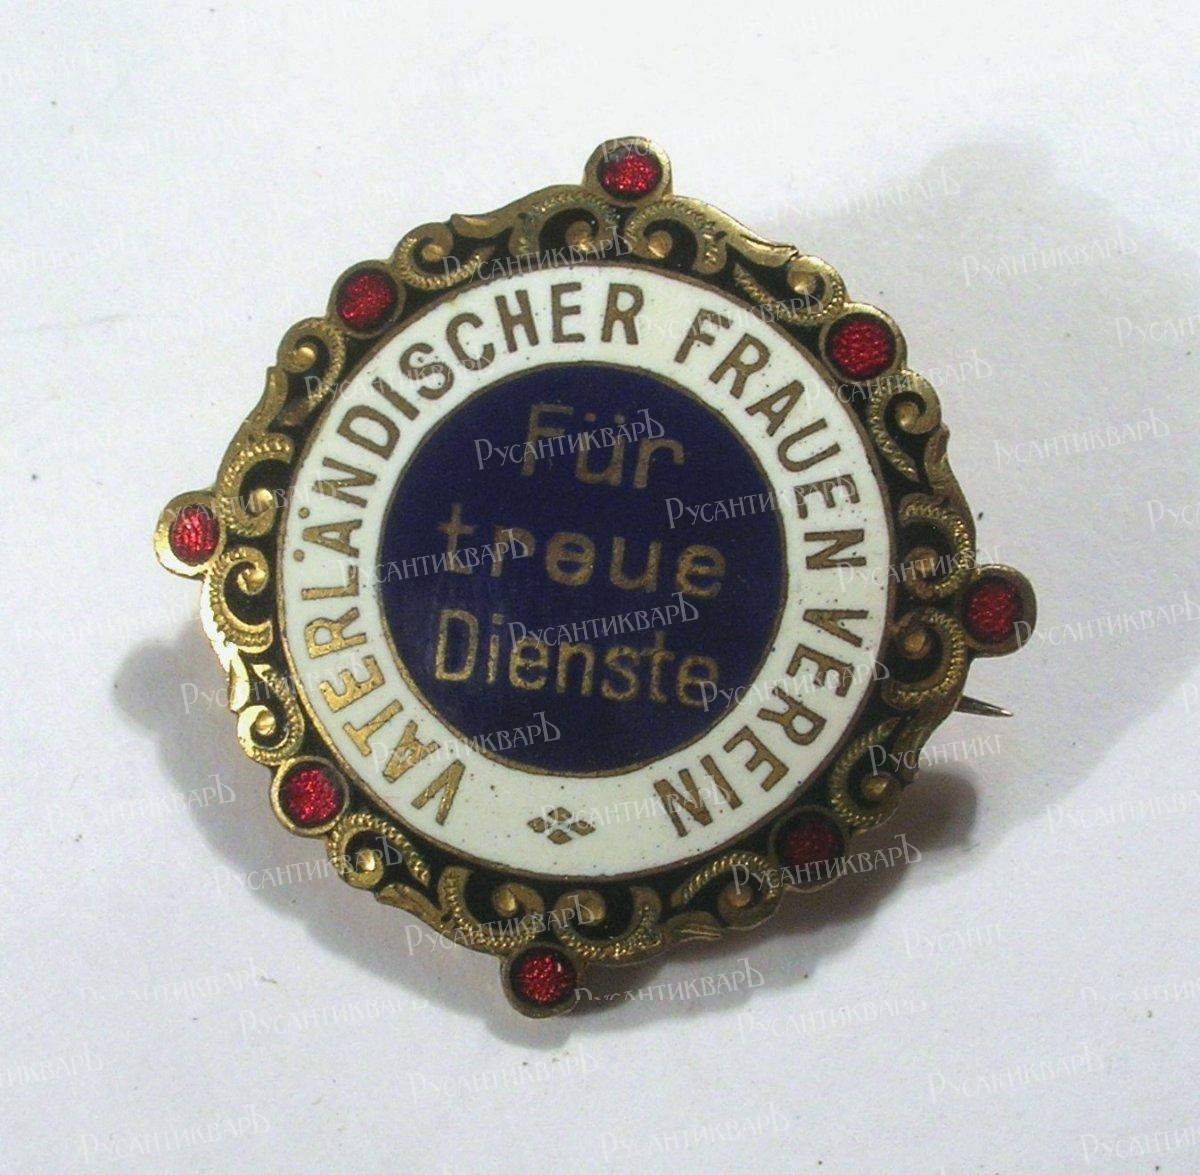 VATERLÄNDISCHER FRAUEN VEREIN
Für
treue
Dienste
РУСАНТИКВАРЪ